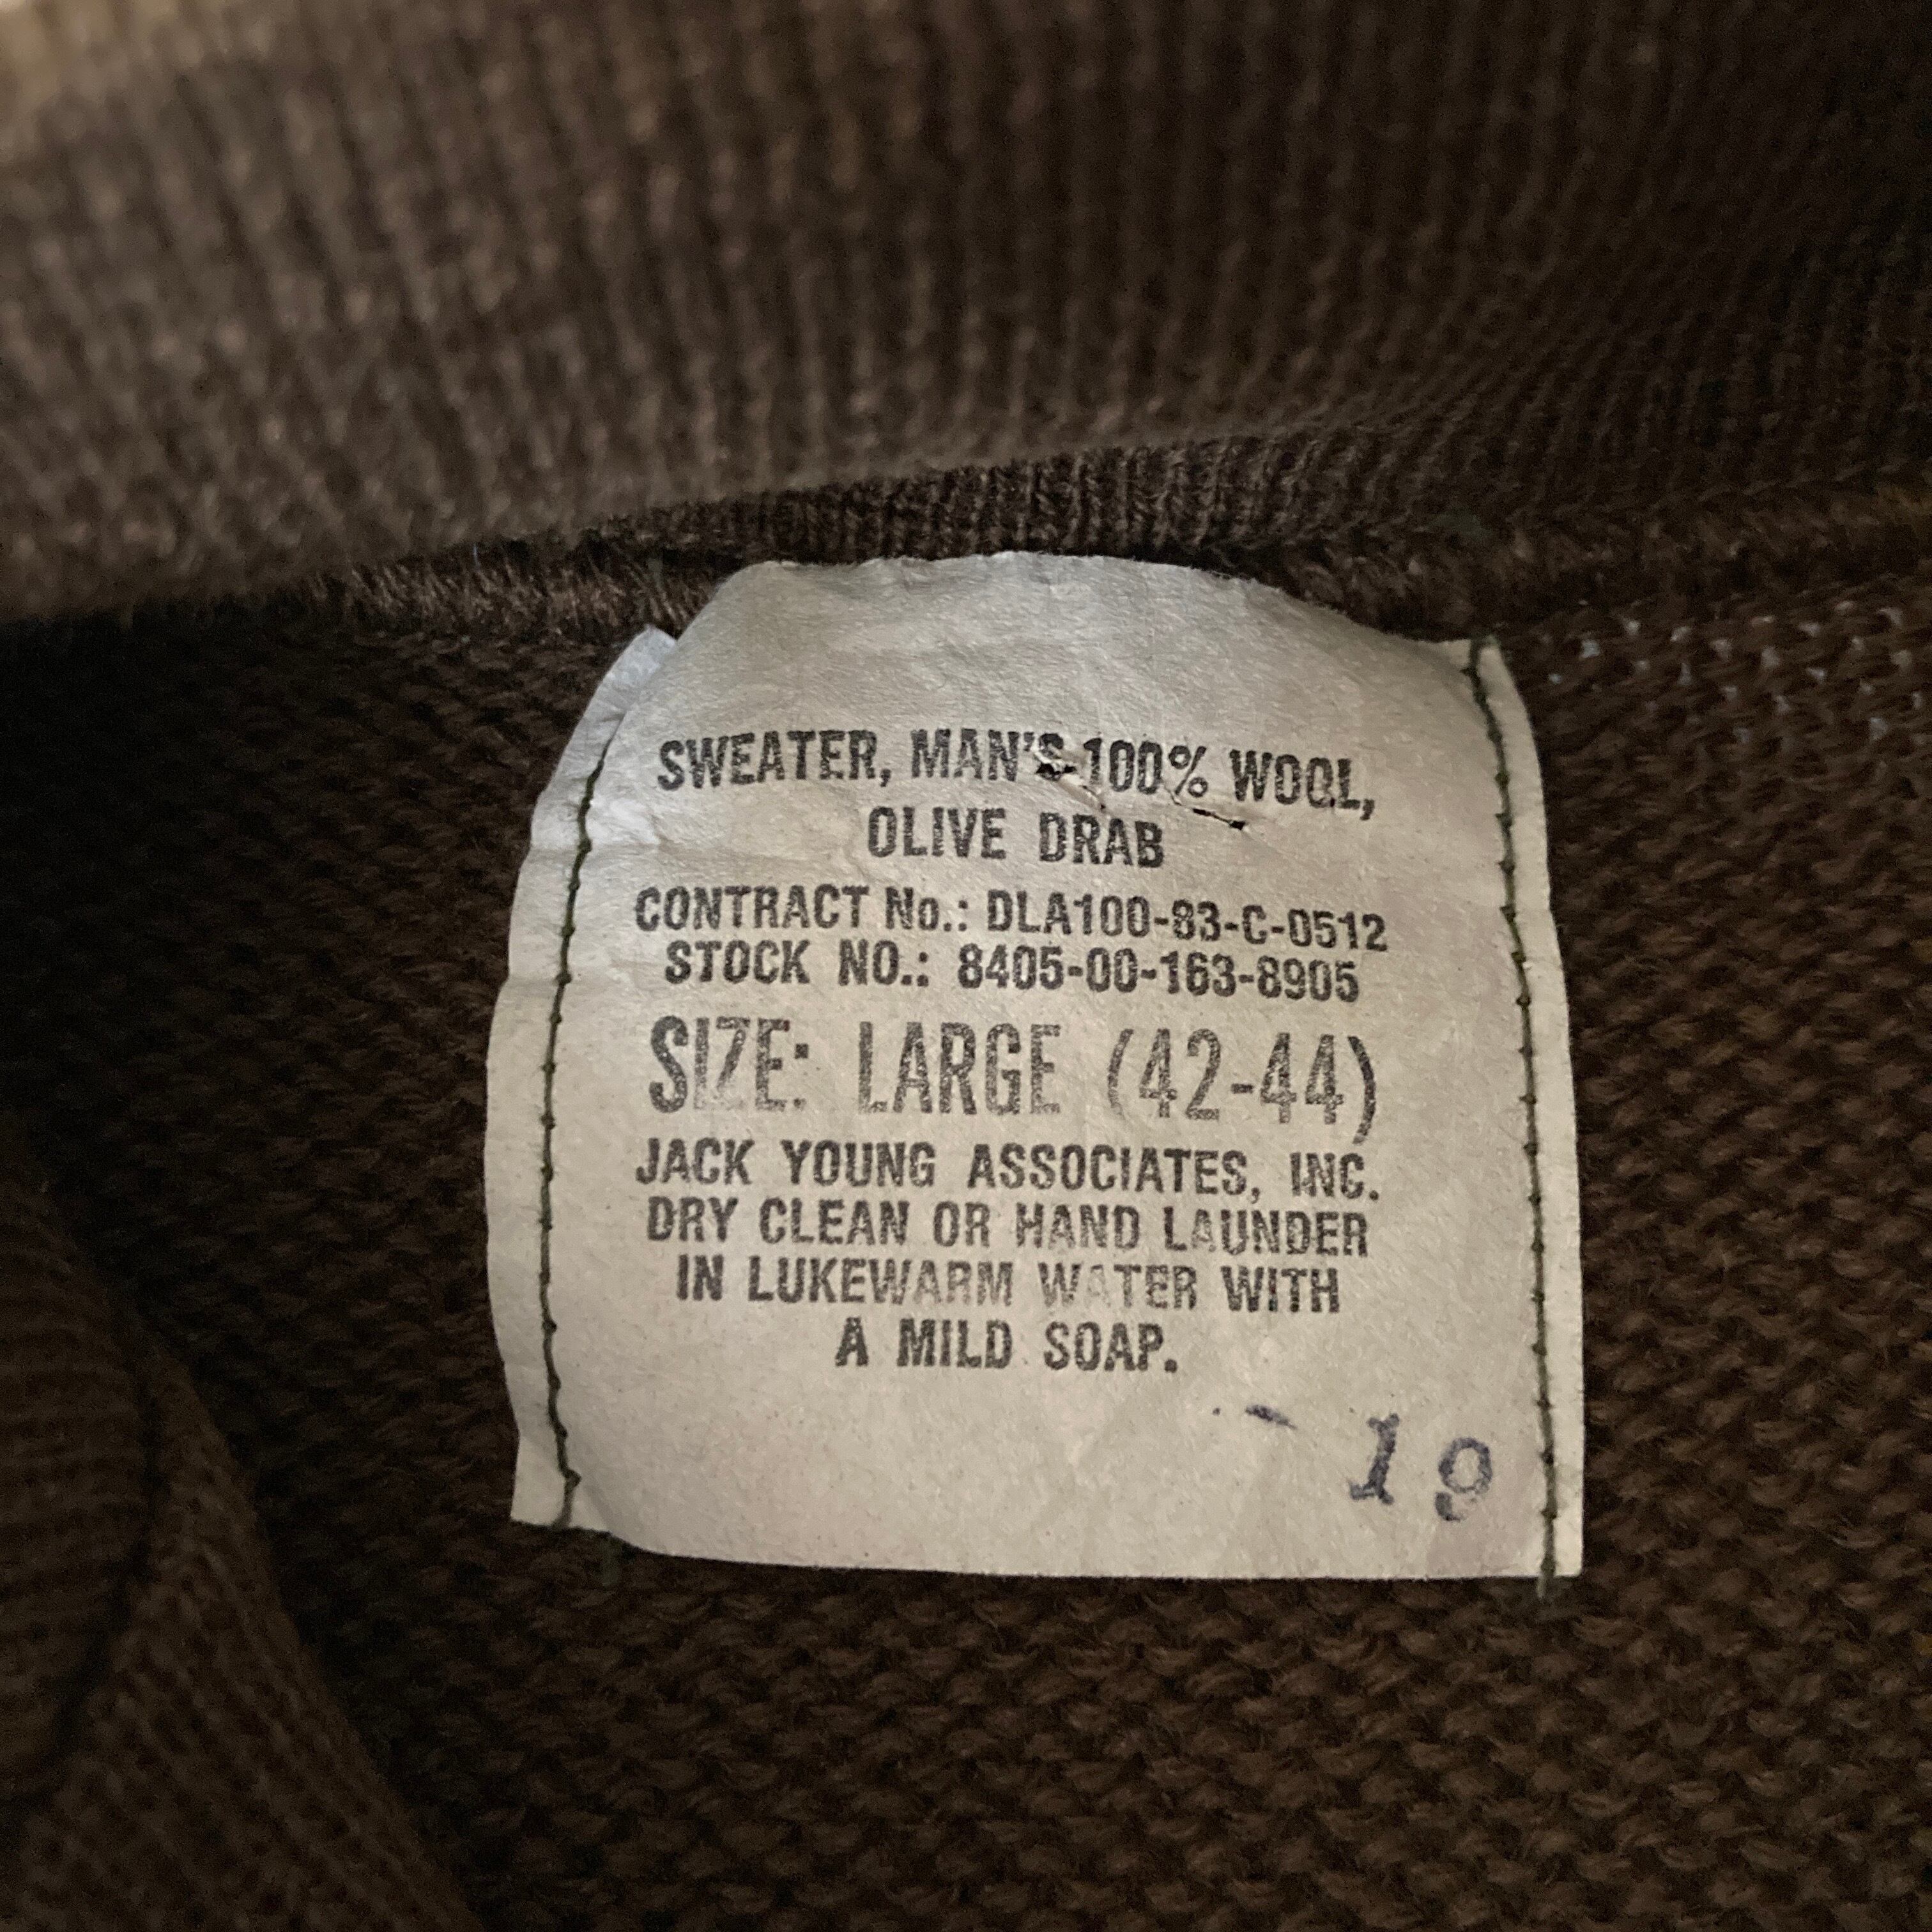 SWEATER, MAN'S 100% WOOL,
OLIVE DRAB
CONTRACT No.: DLA100-83-C-0512
STOCK NO.: 8405-00-163-8905
SIZE: LARGE (42-44)
JACK YOUNG ASSOCIATES, INC.
DRY CLEAN OR HAND LAUNDER
IN LUKEWARM WATER WITH
A MILD SOAP.
19